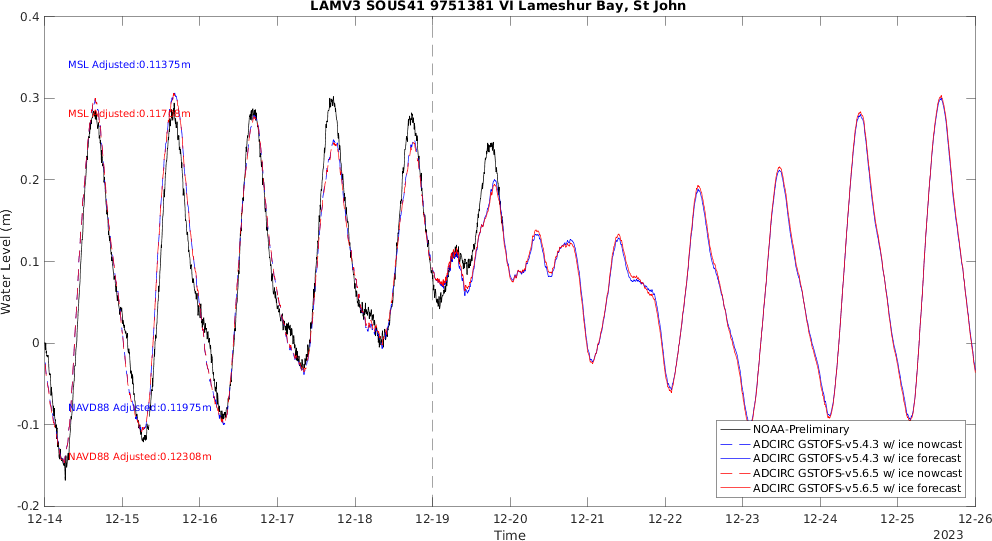 LAMV3 SOUS41 9751381 VI Lameshur Bay, St John
0.4
0.3
0.2
0.1
0
-0.1
-0.2
Water Level (m)
MSL Adjusted:0.11375m
MSL Adjusted:0.117
NAVD88 Adjusted:0.11975m
NAVD88 Adjusted:0.12308m
NOAA-Preliminary
ADCIRC GSTOFS-v5.4.3 w/ ice nowcast
ADCIRC GSTOFS-v5.4.3 w/ ice forecast
ADCIRC GSTOFS-v5.6.5 w/ ice nowcast
ADCIRC GSTOFS-v5.6.5 w/ ice forecast
12-14 12-15 12-16 12-17 12-18 12-19 12-20 12-21 12-22 12-23 12-24 12-25 12-26
Time
2023